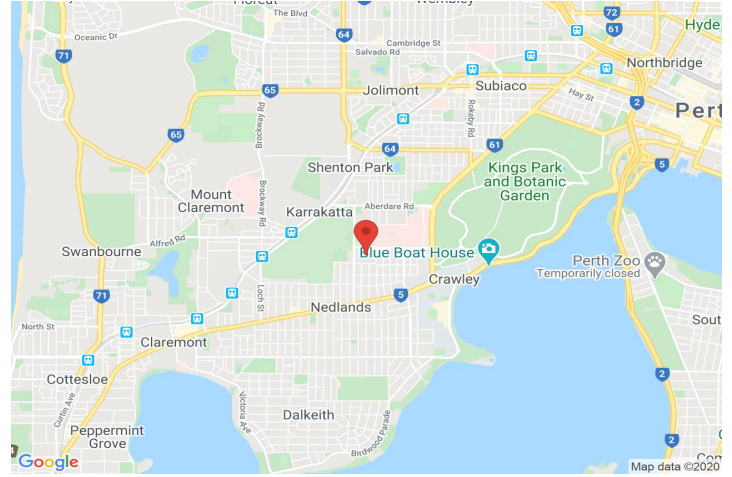 Floreat
Wembley
The Blvd
72
Hyde
Oceanic Dr
64
61
Cambridge St
71
Salvado Rd
Northbridge
65
Jolimont
Subiaco
Hay St
2
Pert
Brockway Rd
Rokeby Rd
65
64
61
5
Shenton Park
Kings Park
and Botanic
Garden
Mount
Claremont
Brockway Rd
Aberdare Rd
Karrakatta
Alfred Rd
Swanbourne
Blue Boat House
Perth Zoo
Temporarily closed
Crawley
71
Loch St
5
Nedlands
North St
Sout
Claremont
Cottesloe
2
Curtin Ave
Victoria Ave
Dalkeith
Birdwood Parade
Peppermint
Grove
2
Google
Map data ©2020